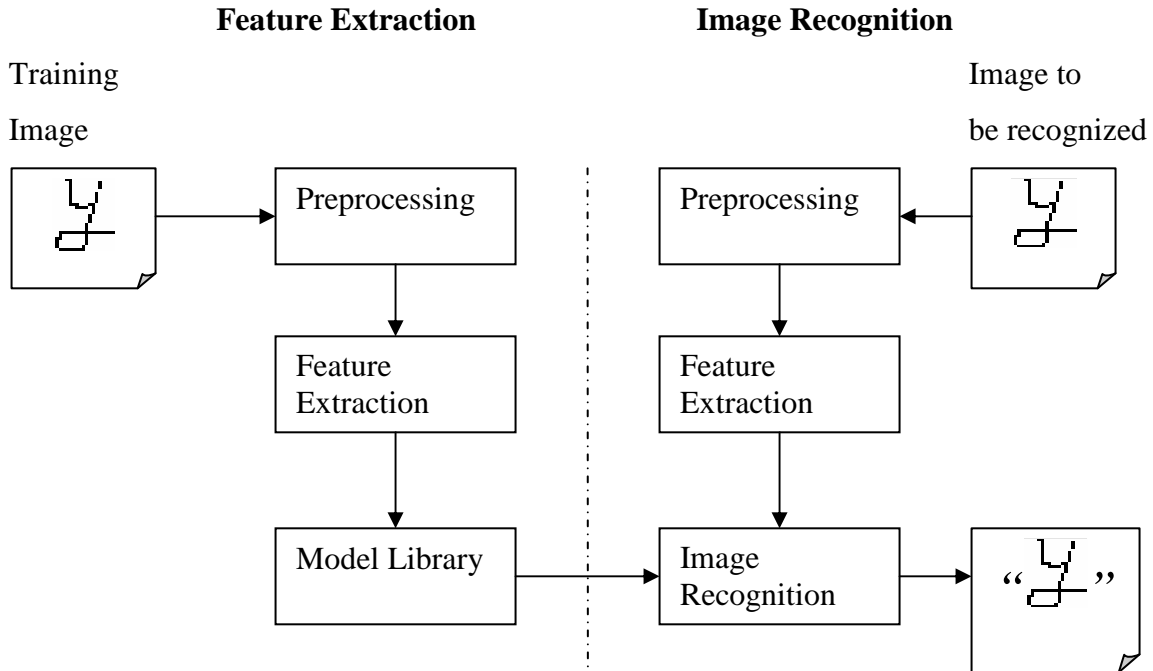 Feature Extraction
Image Recognition
Training
Image
Image to
be recognized
y
Preprocessing
Preprocessing
y
Feature
Extraction
Feature
Extraction
Model Library
Image
Recognition
“y”